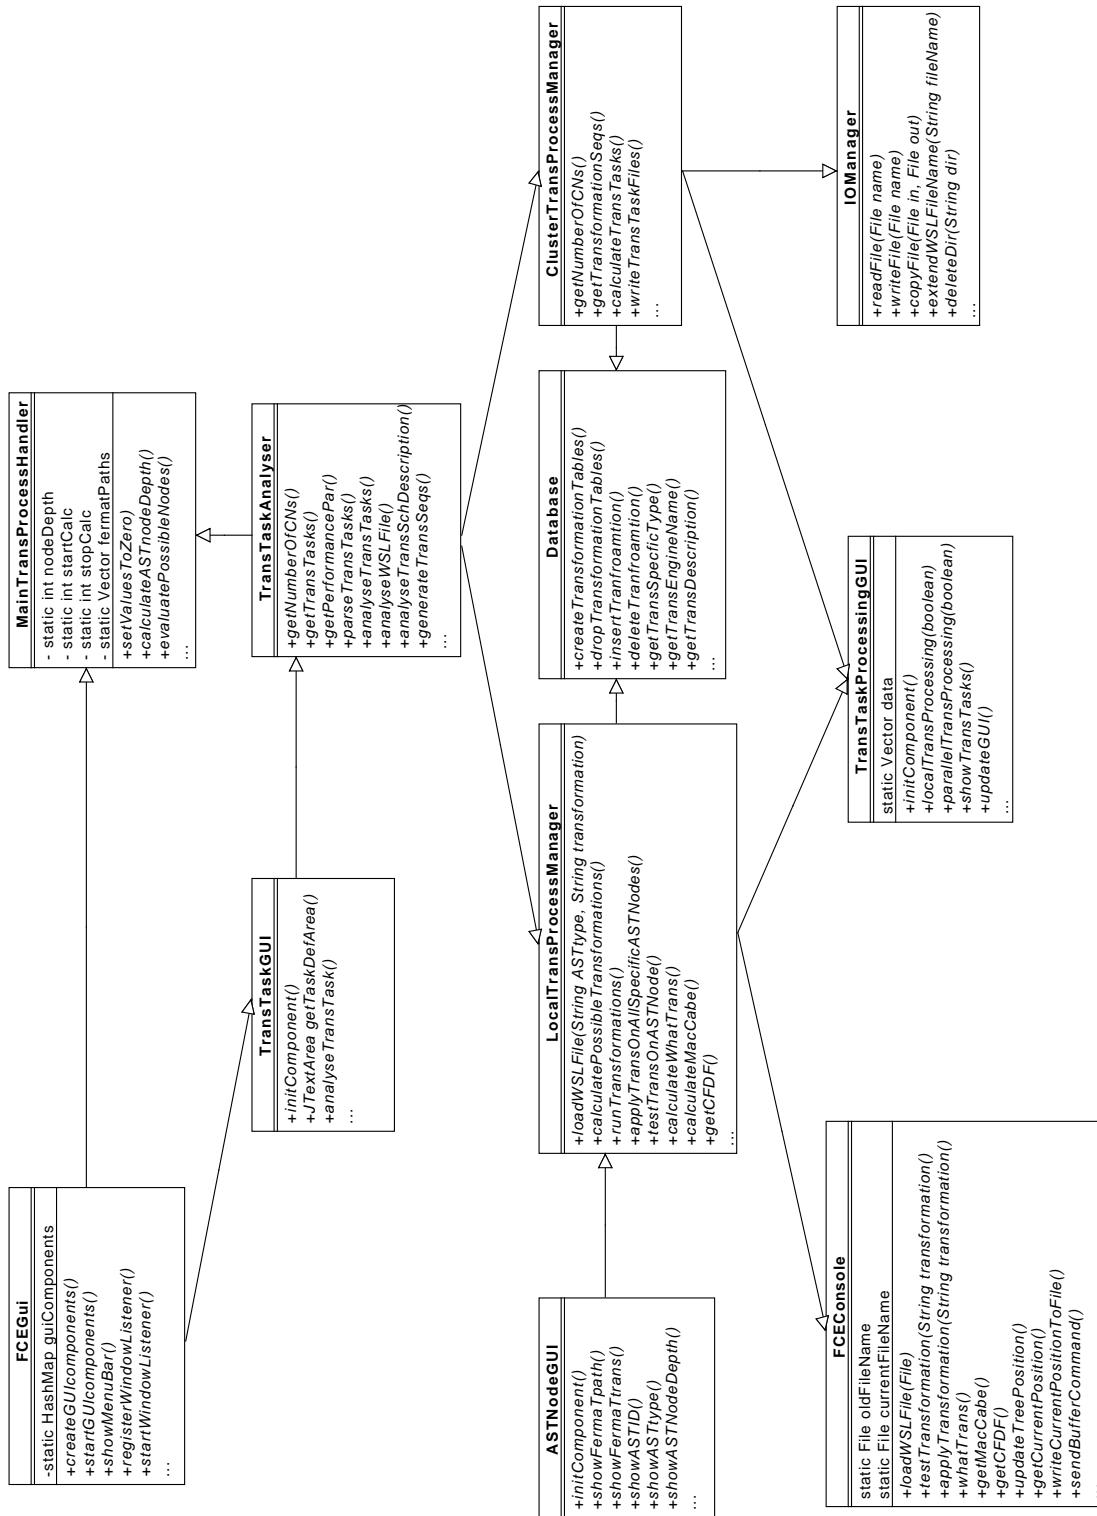 FCEGui
-static HashMap guiComponents
+createGUIcomponents()
+startGUIcomponents()
+showMenuBar()
+registerWindowListener()
+startWindowListener()
...
MainTransProcessHandler
- static int nodeDepth
- static int startCalc
- static int stopCalc
- static Vector fermatPaths
+setValuesToZero()
+calculateASTnodeDepth()
+evaluatePossibleNodes()
...
TransTaskGUI
+initComponent()
+JTextArea getTaskDefArea()
+analyseTransTask()
...
TransTaskAnalyser
+getNumberOfCNs()
+getTransTasks()
+getPerformancePar()
+parseTransTasks()
+analyseTransTasks()
+analyseWSLFile()
+analyseTransSchDescription()
+generateTransSeqs()
...
ASTNodeGUI
+initComponent()
+showFermaTpath()
+showFermaTrans()
+showASTID()
+showASTtype()
+showASTNodeDepth()
...
LocalTransProcessManager
+loadWSLFile(String ASTtype, String transformation)
+calculatePossibleTransformations()
+runTransformations()
+applyTransOnAllSpecificASTNodes()
+testTransOnASTNode()
+calculateWhatTrans()
+calculateMacCabe()
+getCFDF()
...
Database
+createTransformationTables()
+dropTransformationTables()
+insertTranfroamtion()
+deleteTranfroamtion()
+getTransSpecficType()
+getTransEngineName()
+getTransDescription()
...
ClusterTransProcessManager
+getNumberOfCNs()
+getTransformationSeqs()
+calculateTransTasks()
+writeTransTaskFiles()
...
FCEConsole
static File oldFileName
static File currentFileName
+loadWSLFile(File)
+testTransformation(String transformation()
+applyTransformation(String transformation()
+whatTrans()
+getMacCabe()
+getCFDF()
+updateTreePosition()
+getCurrentPosition()
+writeCurrentPositionToFile()
+sendBufferCommand()
...
TransTaskProcessingGUI
static Vector data
+initComponent()
+localTransProcessing(boolean)
+parallelTransProcessing(boolean)
+showTransTasks()
+updateGUI()
...
IOManager
+readFile(File name)
+writeFile(File name)
+copyFile(File in, File out)
+extendWSLFileName(String fileName)
+deleteDir(String dir)
...